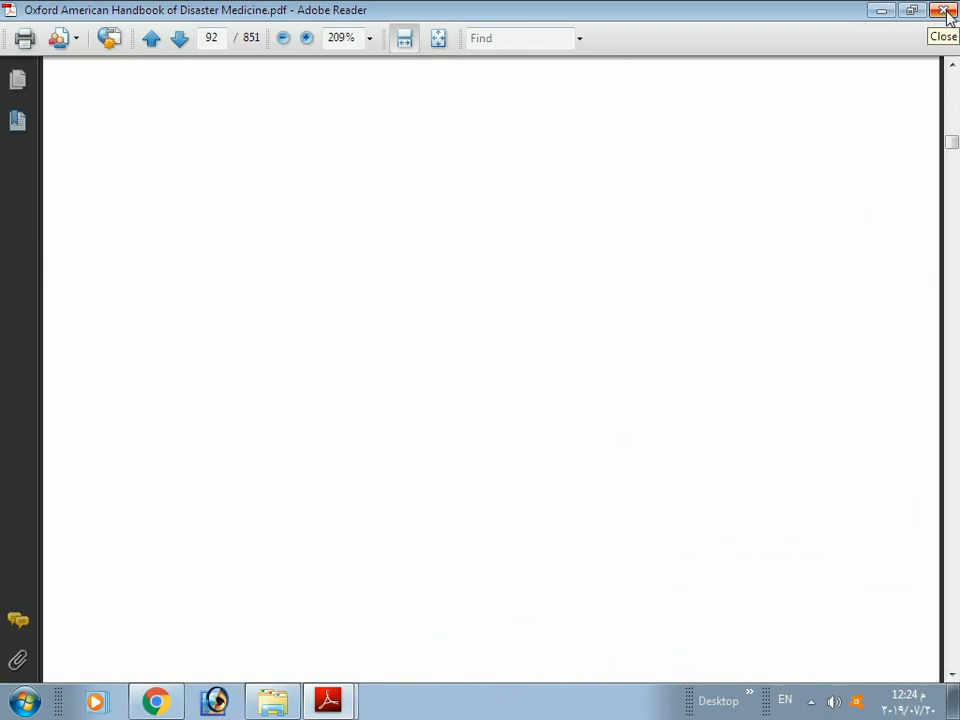 Oxford American Handbook of Disaster Medicine.pdf - Adobe Reader
92 / 851 209% Find
Close
Desktop » EN
12:24 م
٢٠١٩/٠٧/٢٠